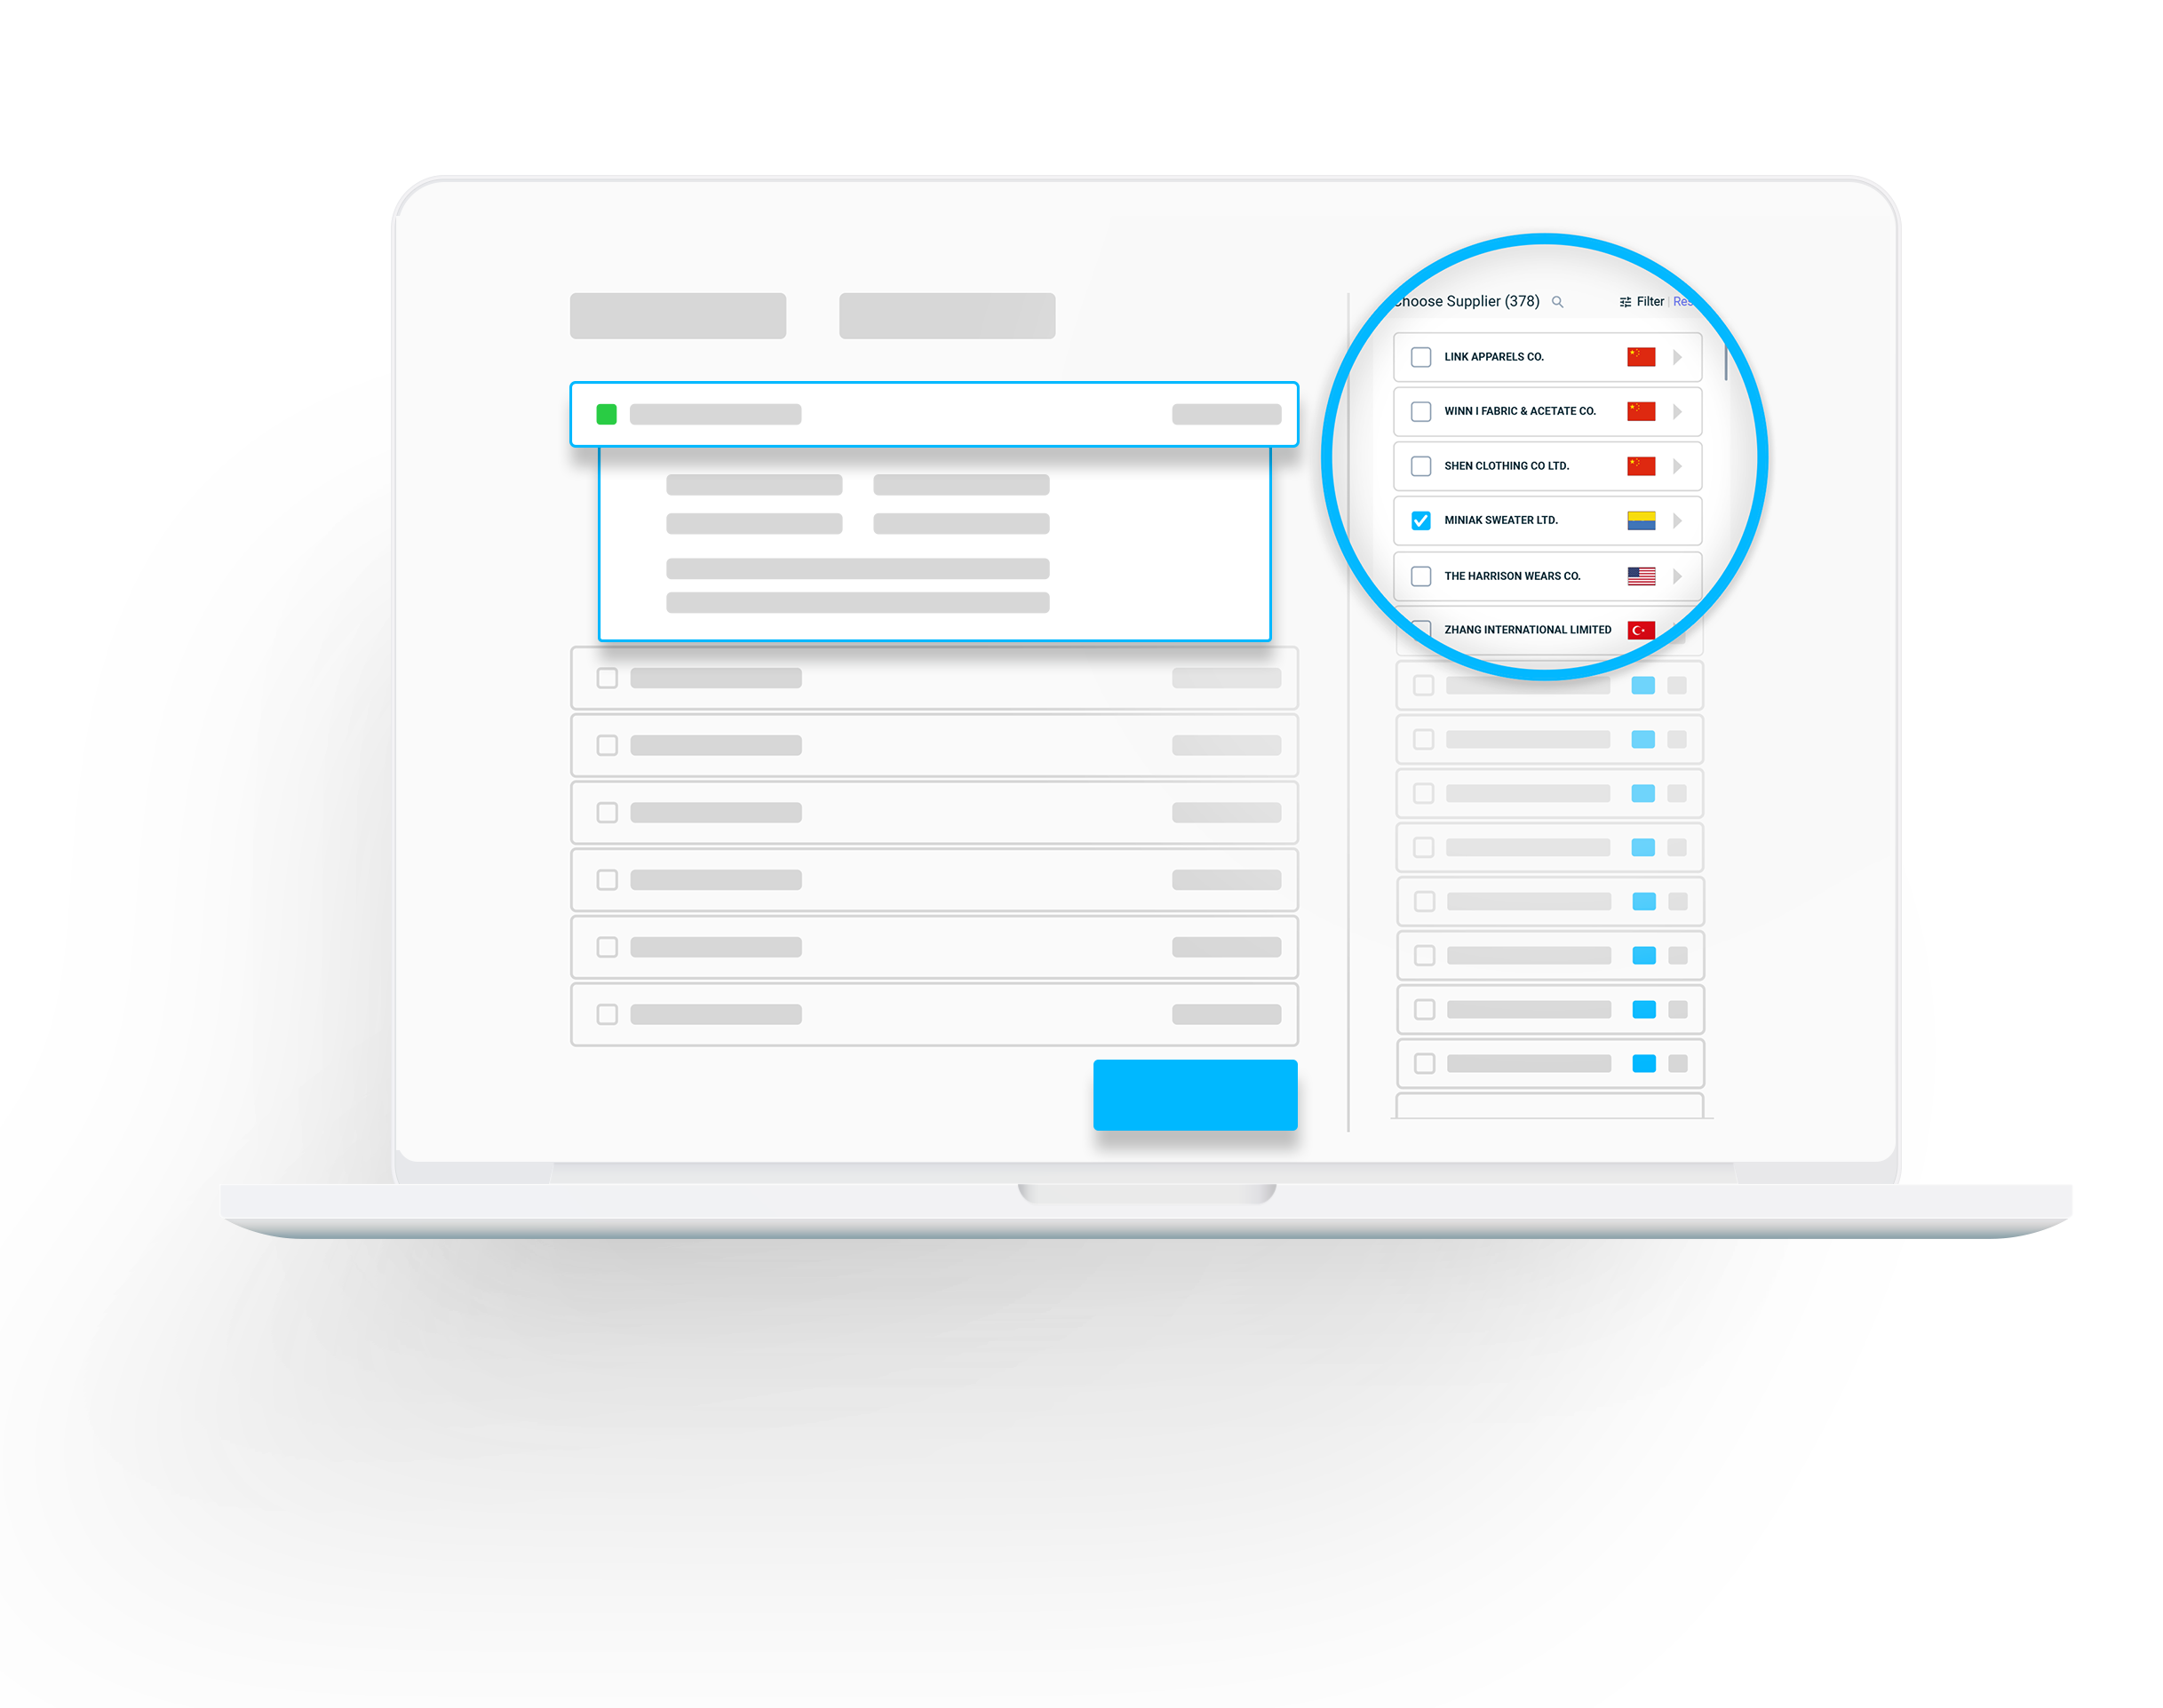 hoose Supplier (378) Filter | Res
LINK APPARELS CO.
WINN I FABRIC & ACETATE CO.
SHEN CLOTHING CO LTD.
MINIAK SWEATER LTD.
THE HARRISON WEARS CO.
ZHANG INTERNATIONAL LIMITED